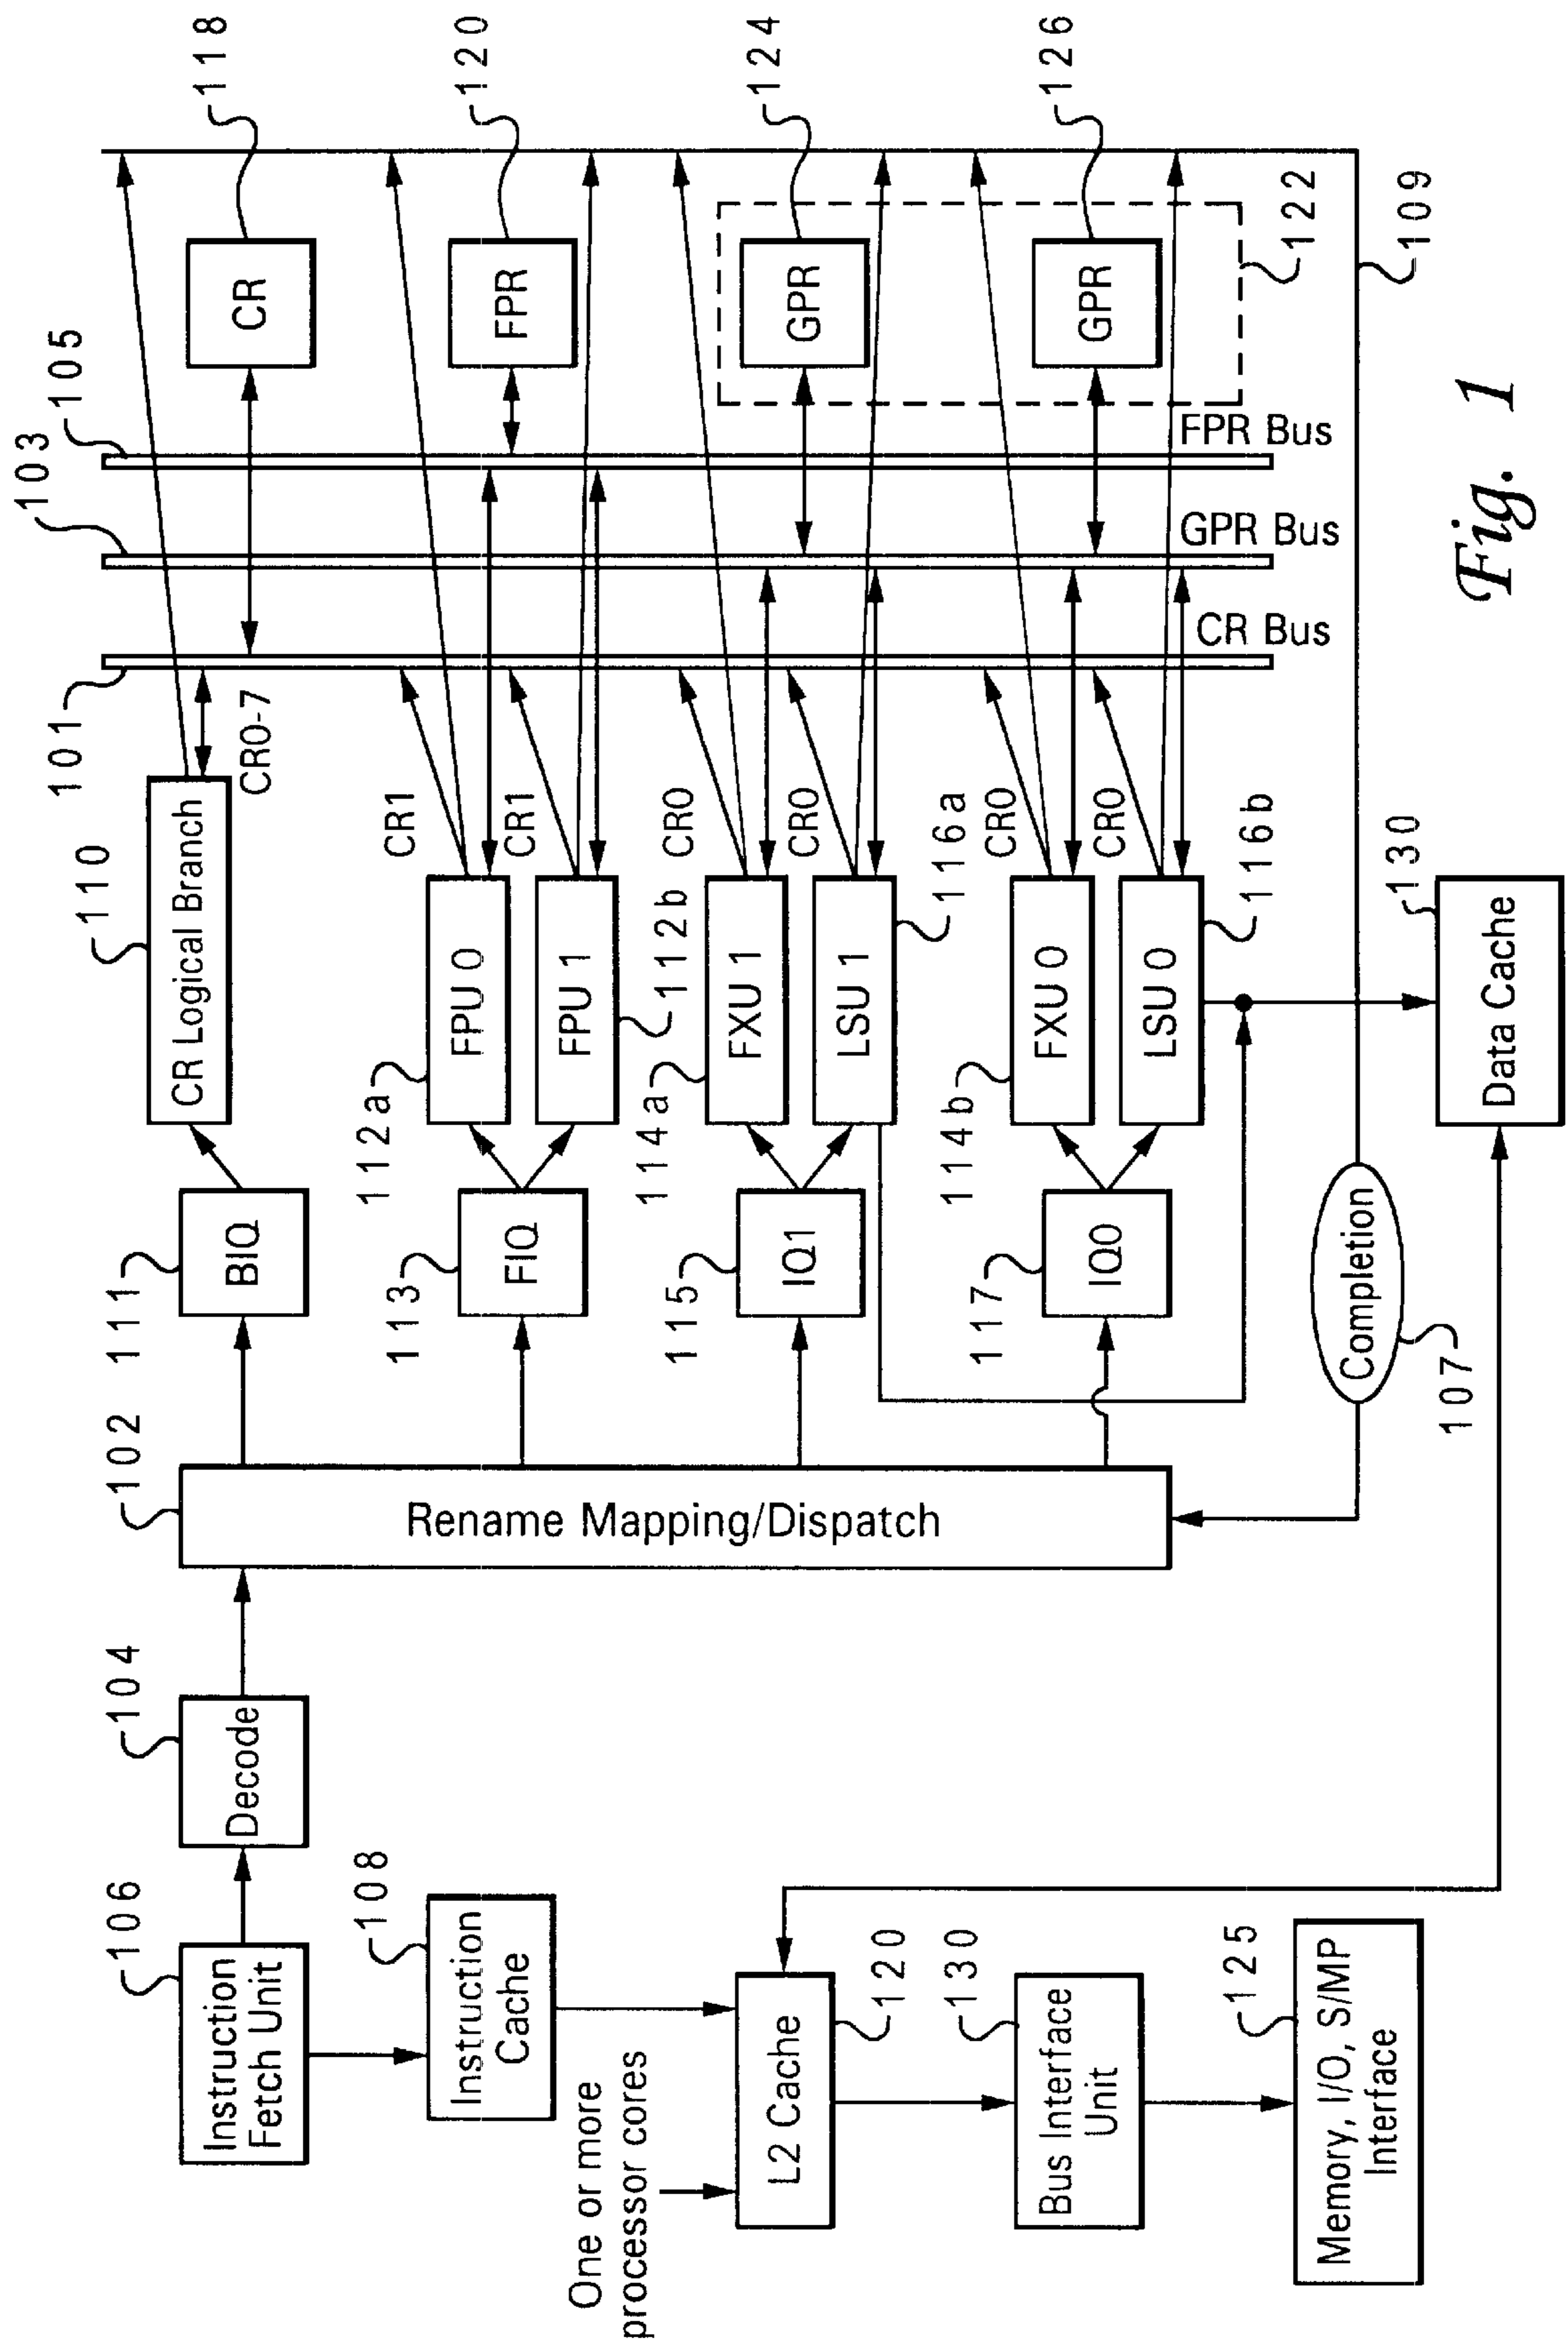 106
Instruction
Fetch Unit
104
Decode
102
Rename Mapping/Dispatch
111
BIQ
110
CR Logical Branch
CR0-7
101
103
105
CR
118
108
Instruction
Cache
113
FIQ
112a
FPU 0
CR1
FPU 1
CR1
112b
FPR
120
One or more
processor cores
L2 Cache
120
115
IQ1
114a
FXU 1
CR0
LSU 1
CR0
116a
GPR
124
130
Bus Interface
Unit
117
IQ0
114b
FXU 0
CR0
LSU 0
CR0
116b
GPR
126
122
CR Bus
GPR Bus
FPR Bus
125
Memory, I/O, S/MP
Interface
Completion
107
109
130
Data Cache
Fig. 1